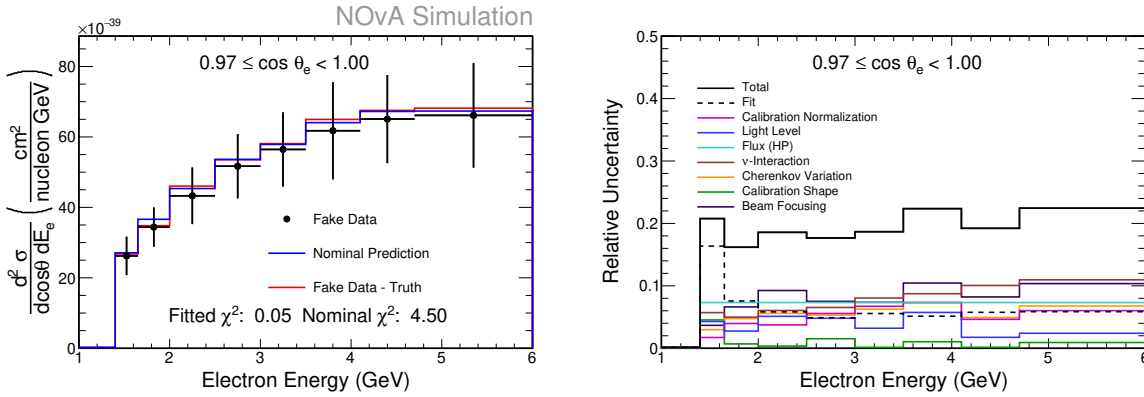 NOvA Simulation
×10⁻³⁹
0.97 ≤ cos θₑ < 1.00
80
60
40
20
0
d² σ / dcosθ dEₑ ( cm² / nucleon GeV )
Fake Data
Nominal Prediction
Fake Data - Truth
Fitted χ²: 0.05 Nominal χ²: 4.50
1 2 3 4 5 6
Electron Energy (GeV)
0.97 ≤ cos θₑ < 1.00
0.5
0.4
0.3
0.2
0.1
0.0
Relative Uncertainty
Total
Fit
Calibration Normalization
Light Level
Flux (HP)
ν-Interaction
Cherenkov Variation
Calibration Shape
Beam Focusing
1 2 3 4 5 6
Electron Energy (GeV)